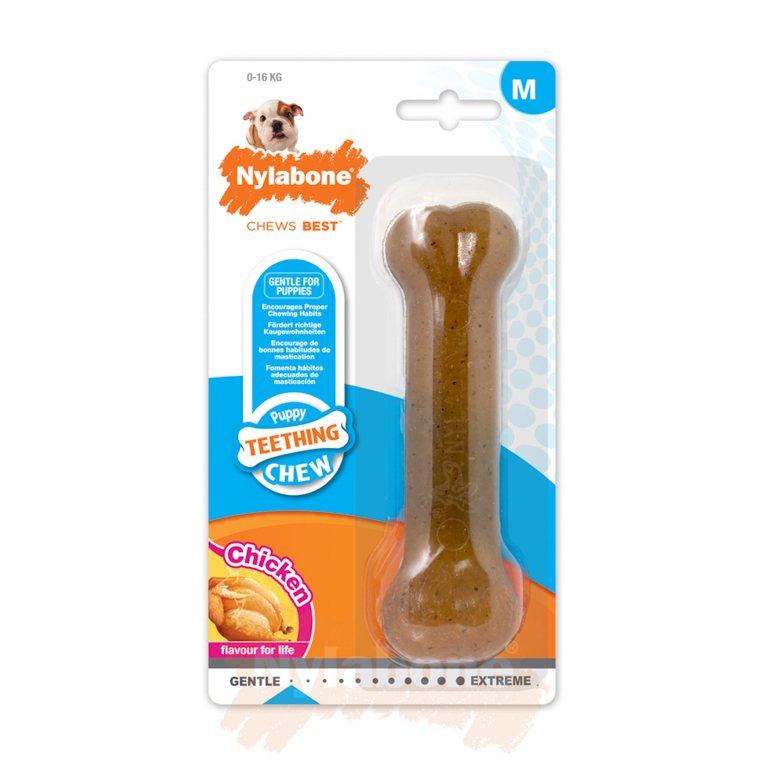 0-16 KG
M
Nylabone®
CHEWS BEST™
GENTLE FOR
PUPPIES
Encourages Proper
Chewing Habits
Fördert richtige
Kaugewohnheiten
Encourage de
bonnes habitudes de
mastication
Fomenta hábitos
adecuados de
masticación
Puppy
TEETHING
CHEW
Chicken
flavour for life
Nylabone®
GENTLE
EXTREME